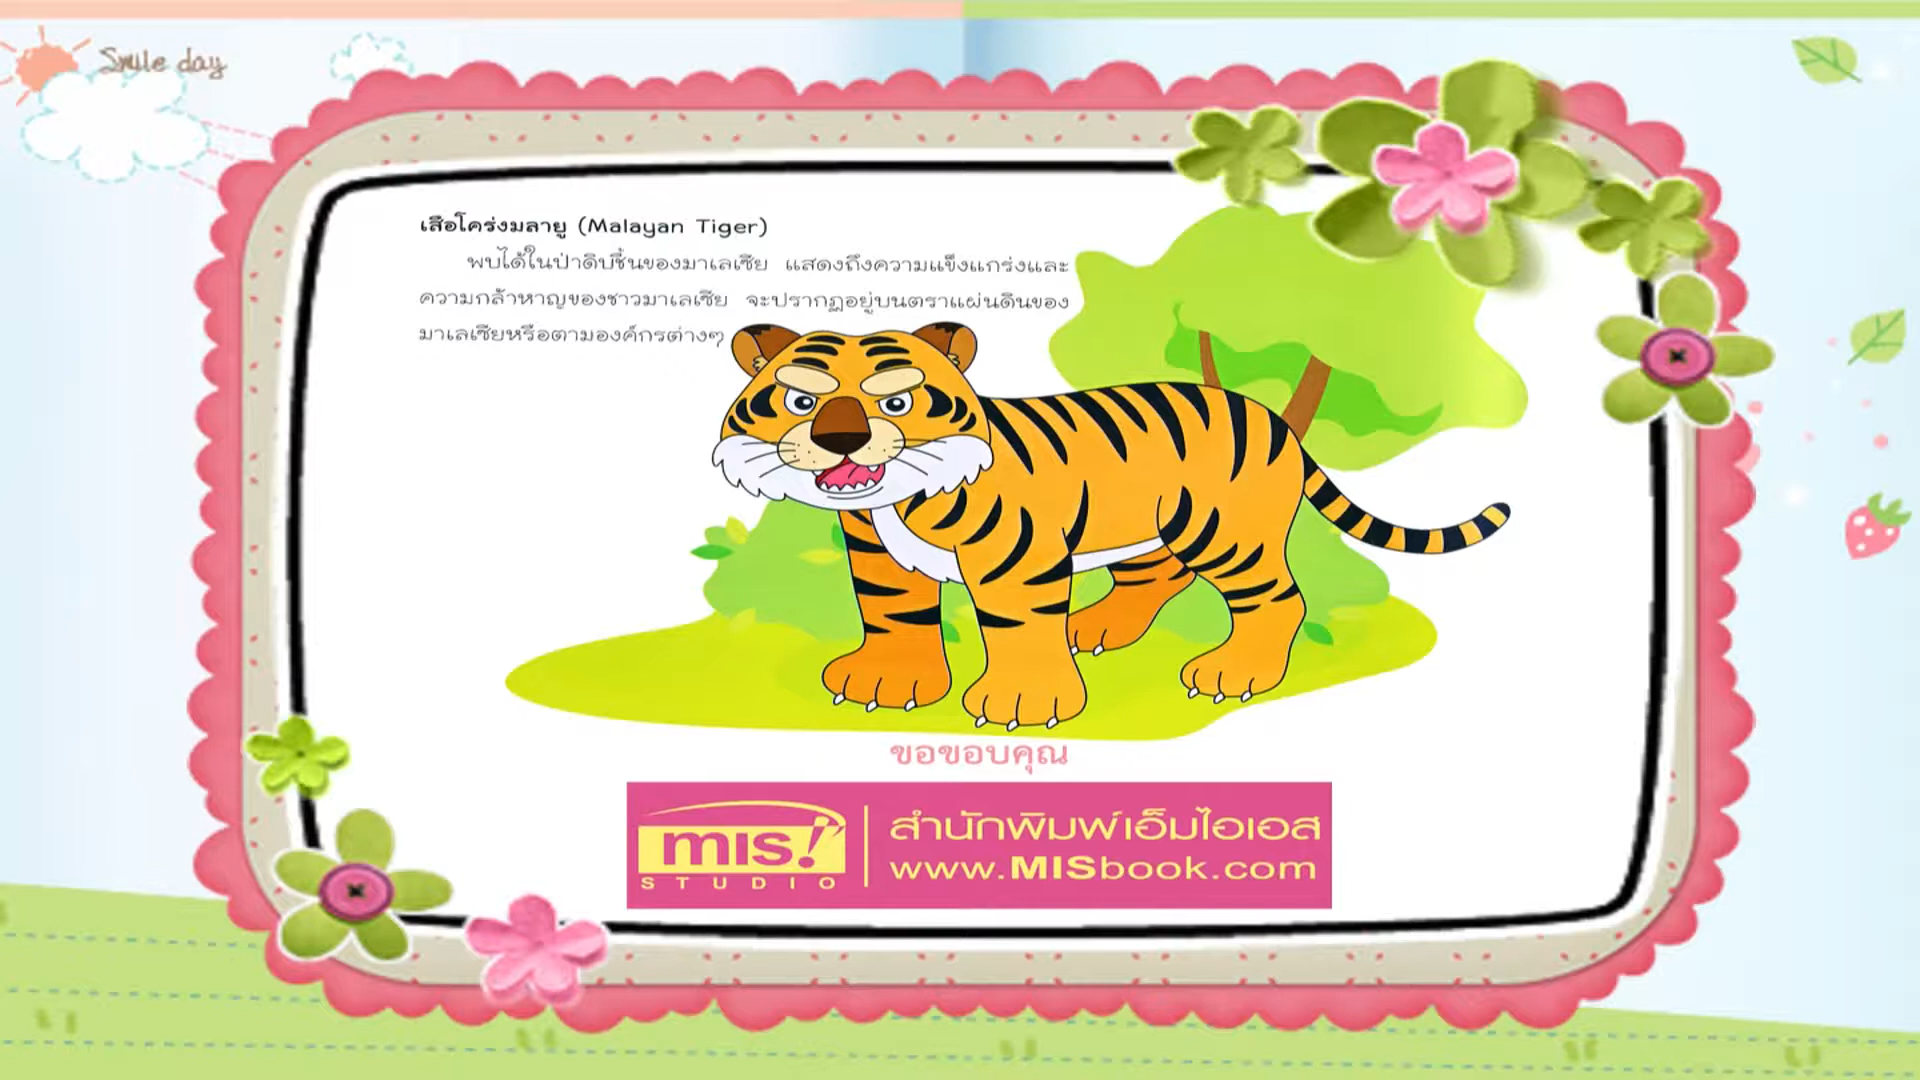 Smile day
เสือโคร่งมลายู (Malayan Tiger)
พบได้ในป่าดิบชื้นของมาเลเซีย แสดงถึงความแข็งแกร่งและ
ความกล้าหาญของชาวมาเลเซีย จะปรากฏอยู่บนตราแผ่นดินของ
มาเลเซียหรือตามองค์กรต่างๆ
ขอขอบคุณ
mis!
STUDIO
สำนักพิมพ์เอ็มไอเอส
www.MISbook.com